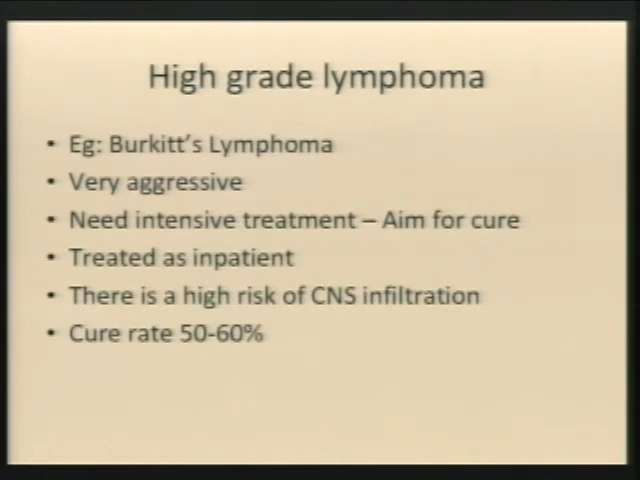 High grade lymphoma
• Eg: Burkitt's Lymphoma
• Very aggressive
• Need intensive treatment – Aim for cure
• Treated as inpatient
• There is a high risk of CNS infiltration
• Cure rate 50-60%